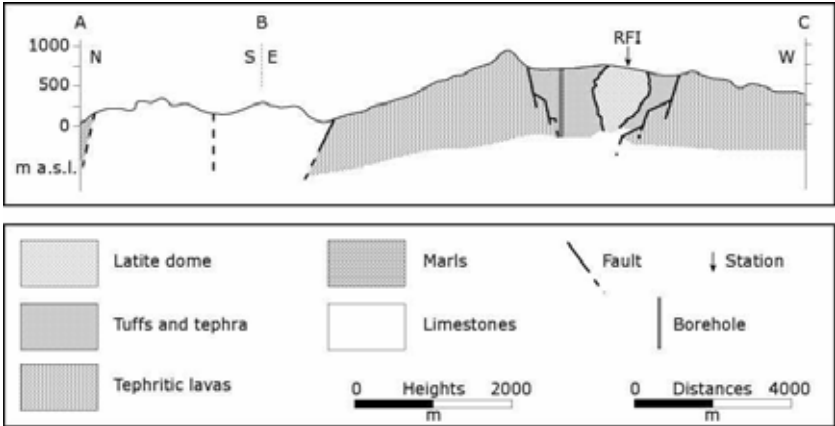 A B C
RFI
1000 N S E W
500
0
m a.s.l.
Latite dome Marls Fault Station
Tuffs and tephra Limestones Borehole
Tephritic lavas 0 Heights 2000 0 Distances 4000
m m